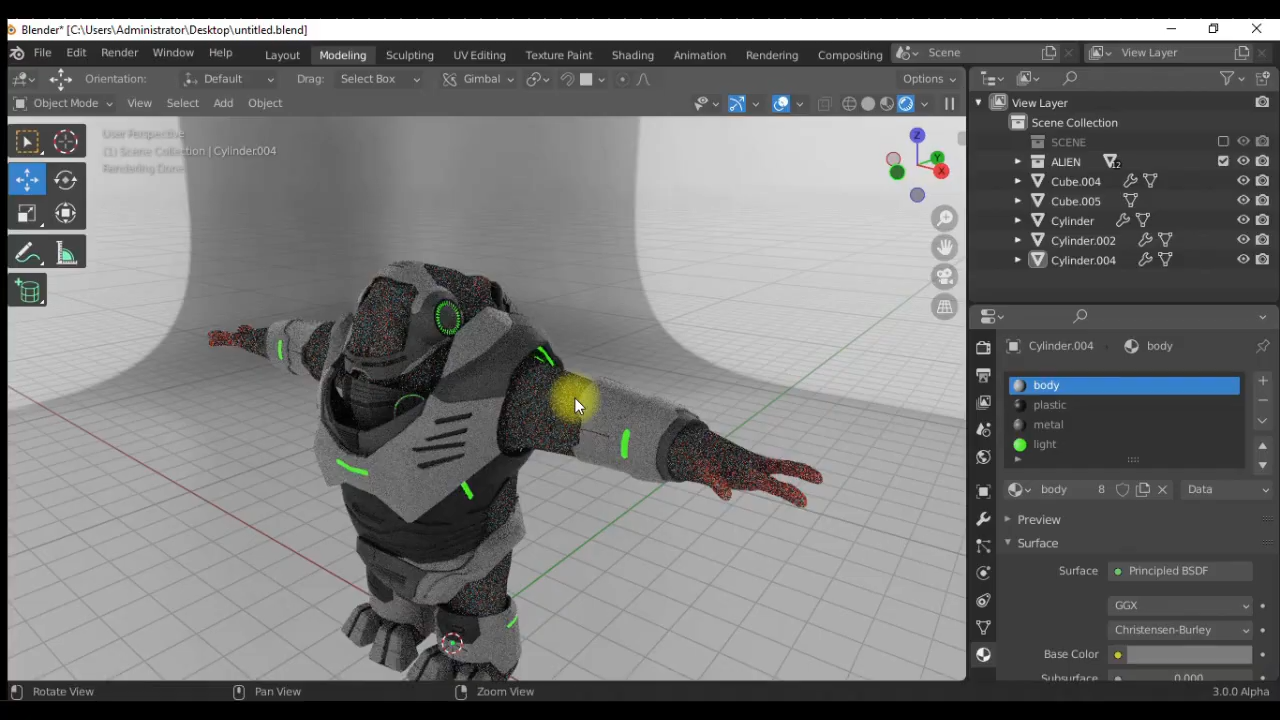 Blender* [C:\Users\Administrator\Desktop\untitled.blend]
File Edit Render Window Help Layout Modeling Sculpting UV Editing Texture Paint Shading Animation Rendering Compositing Scene View Layer
Orientation: Default Drag: Select Box Gimbal Options
Object Mode View Select Add Object
User Perspective
(1) Scene Collection | Cylinder.004
Rendering Done
Z
Y
X
View Layer
Scene Collection
SCENE
ALIEN 12
Cube.004
Cube.005
Cylinder
Cylinder.002
Cylinder.004
Cylinder.004 body
body
plastic
metal
light
body 8 Data
Preview
Surface
Surface Principled BSDF
GGX
Christensen-Burley
Base Color
Subsurface 0.000
Rotate View Pan View Zoom View 3.0.0 Alpha